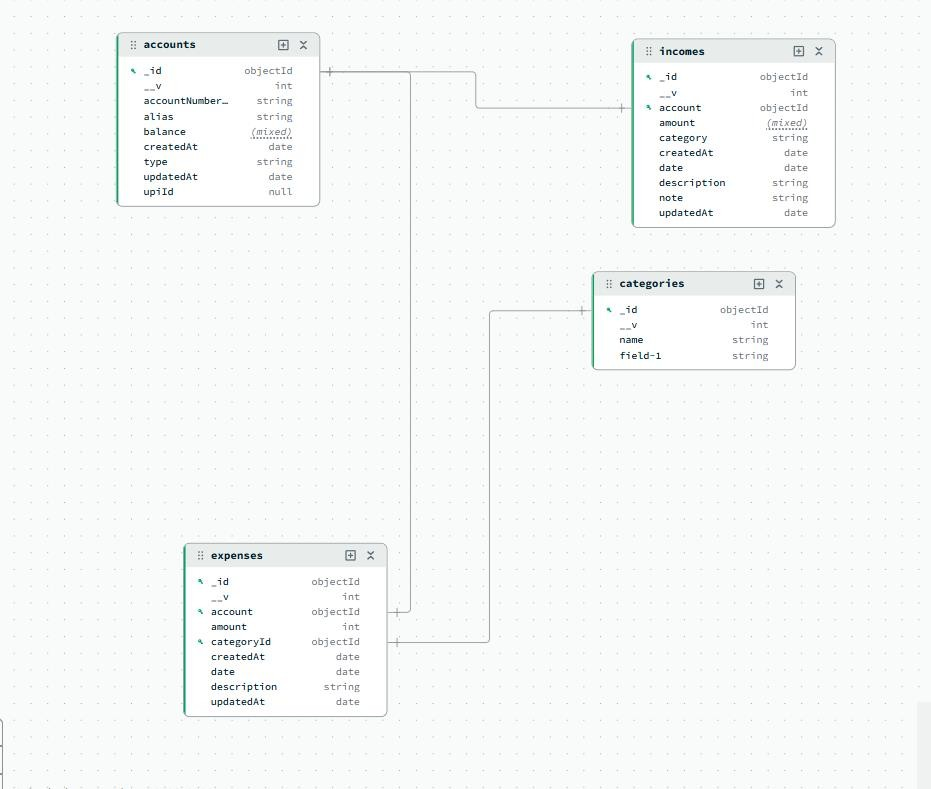 accounts
_id objectId
__v int
accountNumber… string
alias string
balance (mixed)
createdAt date
type string
updatedAt date
upiId null
incomes
_id objectId
__v int
account objectId
amount (mixed)
category string
createdAt date
date date
description string
note string
updatedAt date
categories
_id objectId
__v int
name string
field-1 string
expenses
_id objectId
__v int
account objectId
amount int
categoryId objectId
createdAt date
date date
description string
updatedAt date